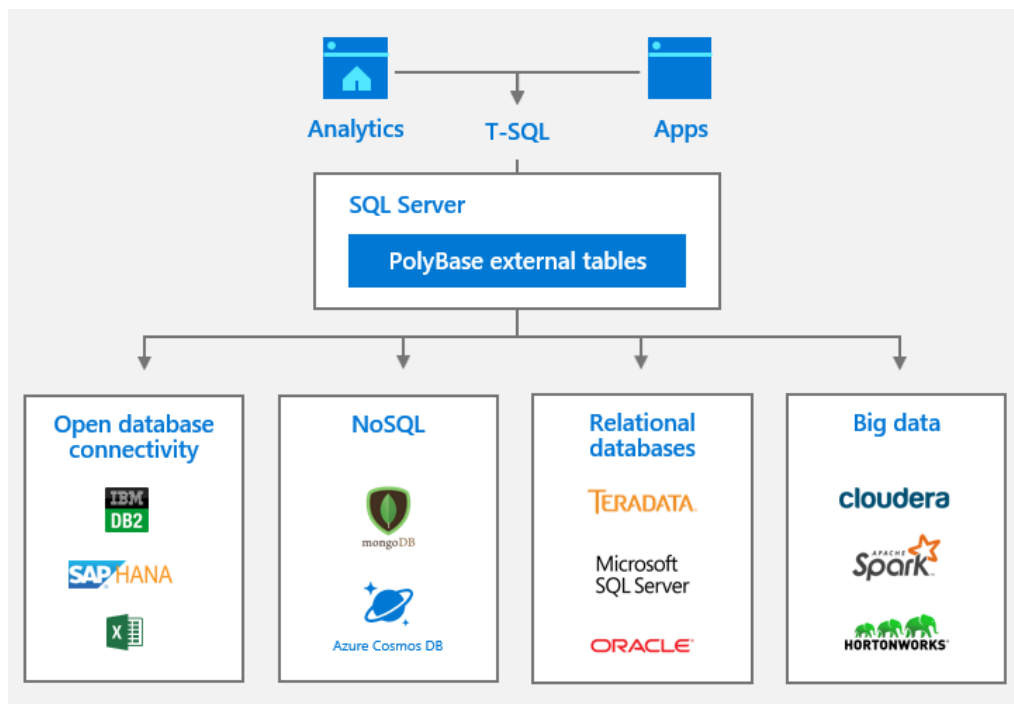 Analytics
T-SQL
Apps
SQL Server
PolyBase external tables
Open database
connectivity
IBM
DB2
SAP HANA
X
NoSQL
mongoDB
Azure Cosmos DB
Relational
databases
TERADATA
Microsoft
SQL Server
ORACLE
Big data
cloudera
APACHE
Spark
HORTONWORKS